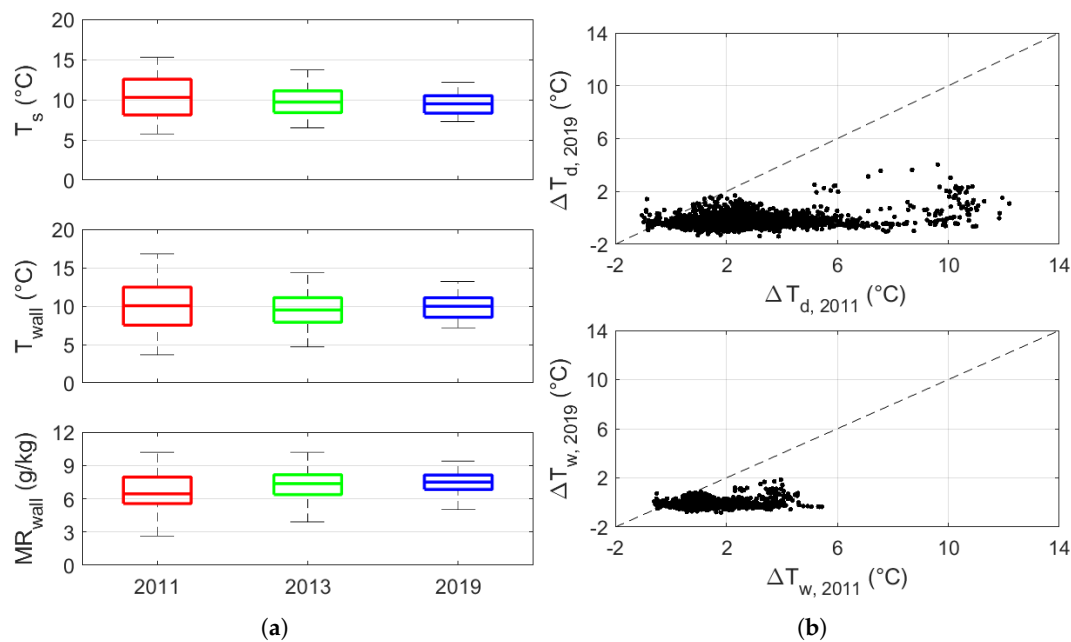 20
15
10
5
0
T_s (°C)
20
15
10
5
0
T_wall (°C)
12
9
6
3
0
MR_wall (g/kg)
2011 2013 2019
(a)
14
10
6
2
-2
ΔT_d, 2019 (°C)
-2 2 6 10 14
ΔT_d, 2011 (°C)
14
10
6
2
-2
ΔT_w, 2019 (°C)
-2 2 6 10 14
ΔT_w, 2011 (°C)
(b)